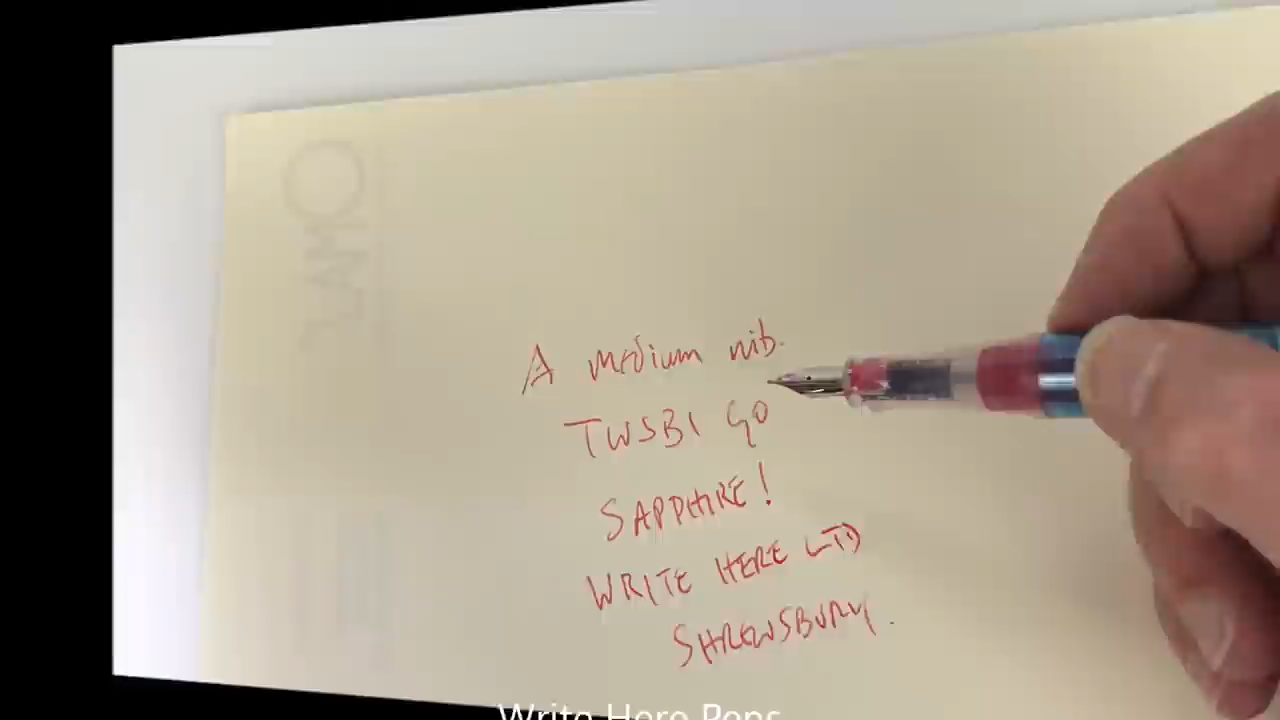 A medium nib.
TWSBI GO
SAPPHIRE!
WRITE HERE LTD
SHREWSBURY.
Write Here Pens